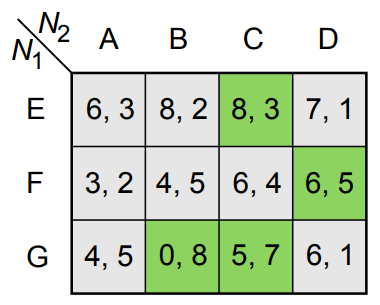 N2
N1
A B C D
E 6, 3 8, 2 8, 3 7, 1
F 3, 2 4, 5 6, 4 6, 5
G 4, 5 0, 8 5, 7 6, 1